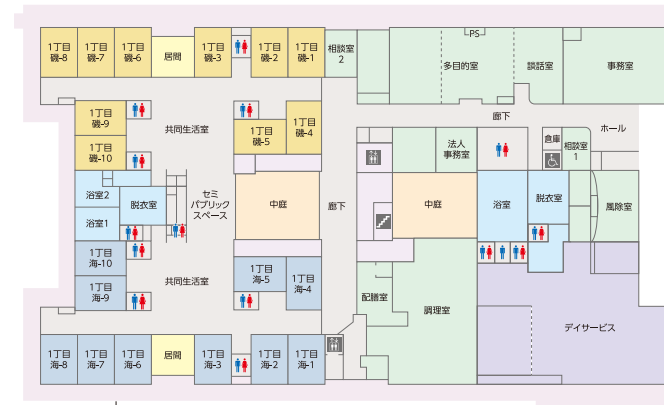 1丁目
磯-8
1丁目
磯-7
1丁目
磯-6
居間
1丁目
磯-3
1丁目
磯-2
1丁目
磯-1
相談室
2
PS
多目的室
談話室
事務室
1丁目
磯-9
1丁目
磯-10
共同生活室
1丁目
磯-5
1丁目
磯-4
廊下
ホール
法人
事務室
倉庫
相談室
1
浴室2
浴室1
脱衣室
セミ
パブリック
スペース
中庭
廊下
中庭
浴室
脱衣室
風除室
1丁目
海-10
1丁目
海-9
共同生活室
1丁目
海-5
1丁目
海-4
配膳室
調理室
デイサービス
1丁目
海-8
1丁目
海-7
1丁目
海-6
居間
1丁目
海-3
1丁目
海-2
1丁目
海-1